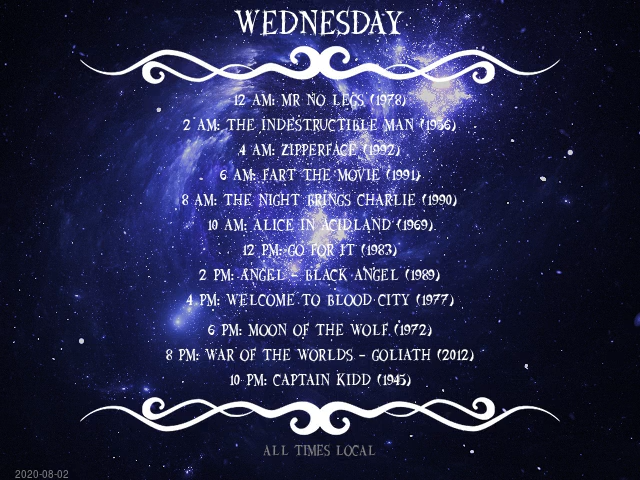 WEDNESDAY
12 AM: MR NO LEGS (1978)
2 AM: THE INDESTRUCTIBLE MAN (1956)
4 AM: ZIPPERFACE (1992)
6 AM: FART THE MOVIE (1991)
8 AM: THE NIGHT BRINGS CHARLIE (1990)
10 AM: ALICE IN ACIDLAND (1969)
12 PM: GO FOR IT (1983)
2 PM: ANGEL - BLACK ANGEL (1989)
4 PM: WELCOME TO BLOOD CITY (1977)
6 PM: MOON OF THE WOLF (1972)
8 PM: WAR OF THE WORLDS - GOLIATH (2012)
10 PM: CAPTAIN KIDD (1945)
ALL TIMES LOCAL
2020-08-02